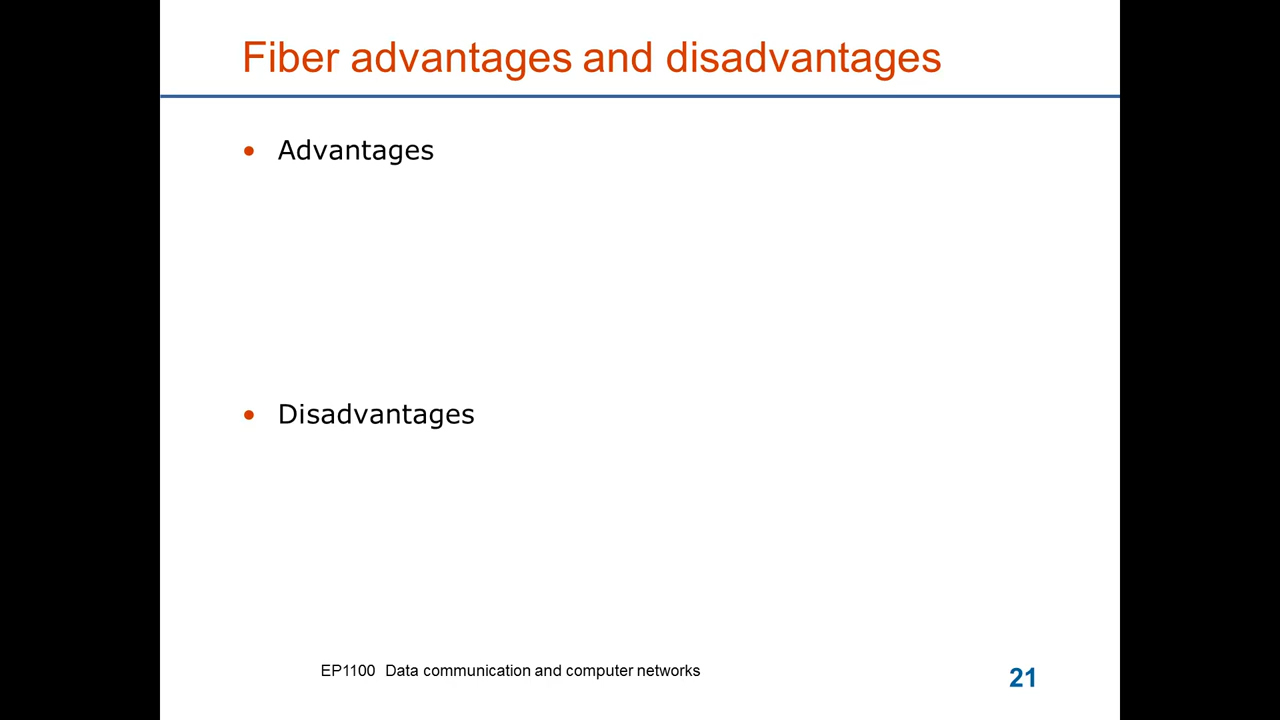 Fiber advantages and disadvantages
• Advantages
• Disadvantages
EP1100 Data communication and computer networks
21